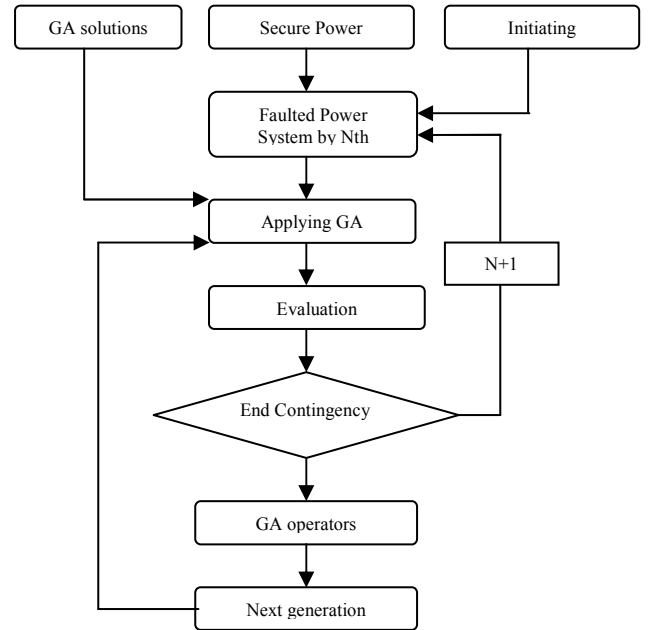 GA solutions
Secure Power
Initiating
Faulted Power
System by Nth
Applying GA
N+1
Evaluation
End Contingency
GA operators
Next generation